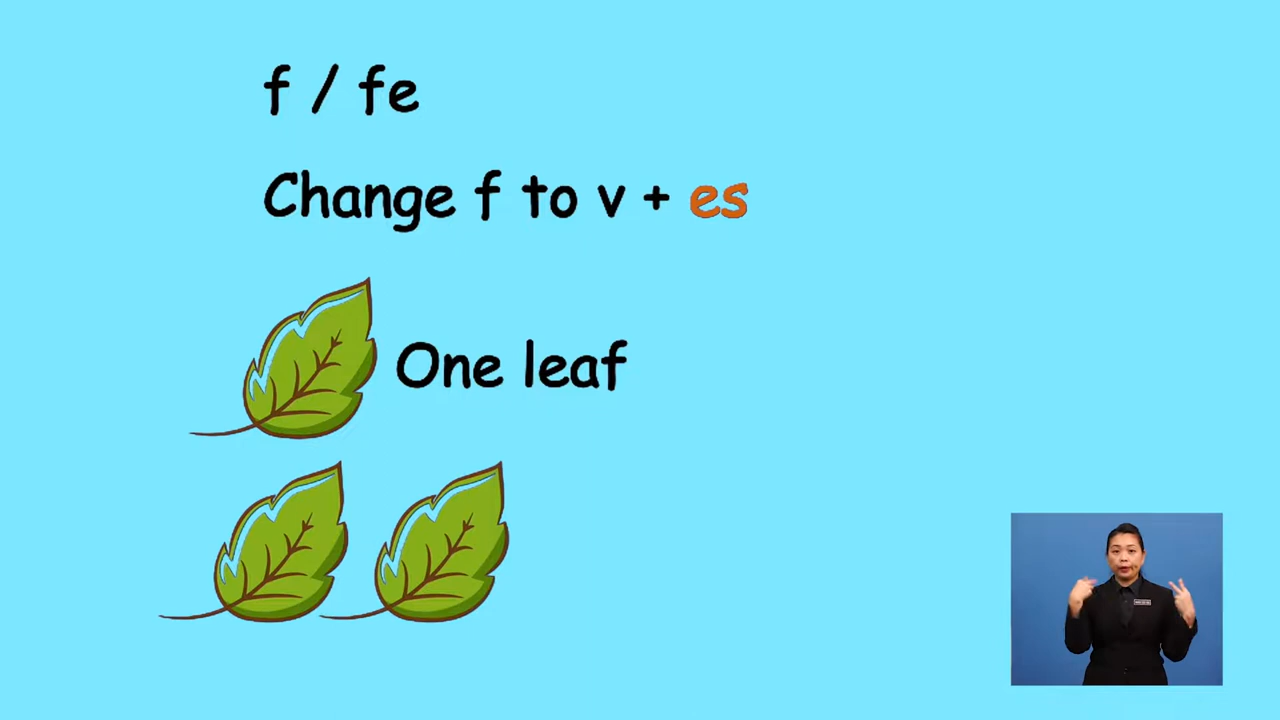 f / fe
Change f to v + es
One leaf